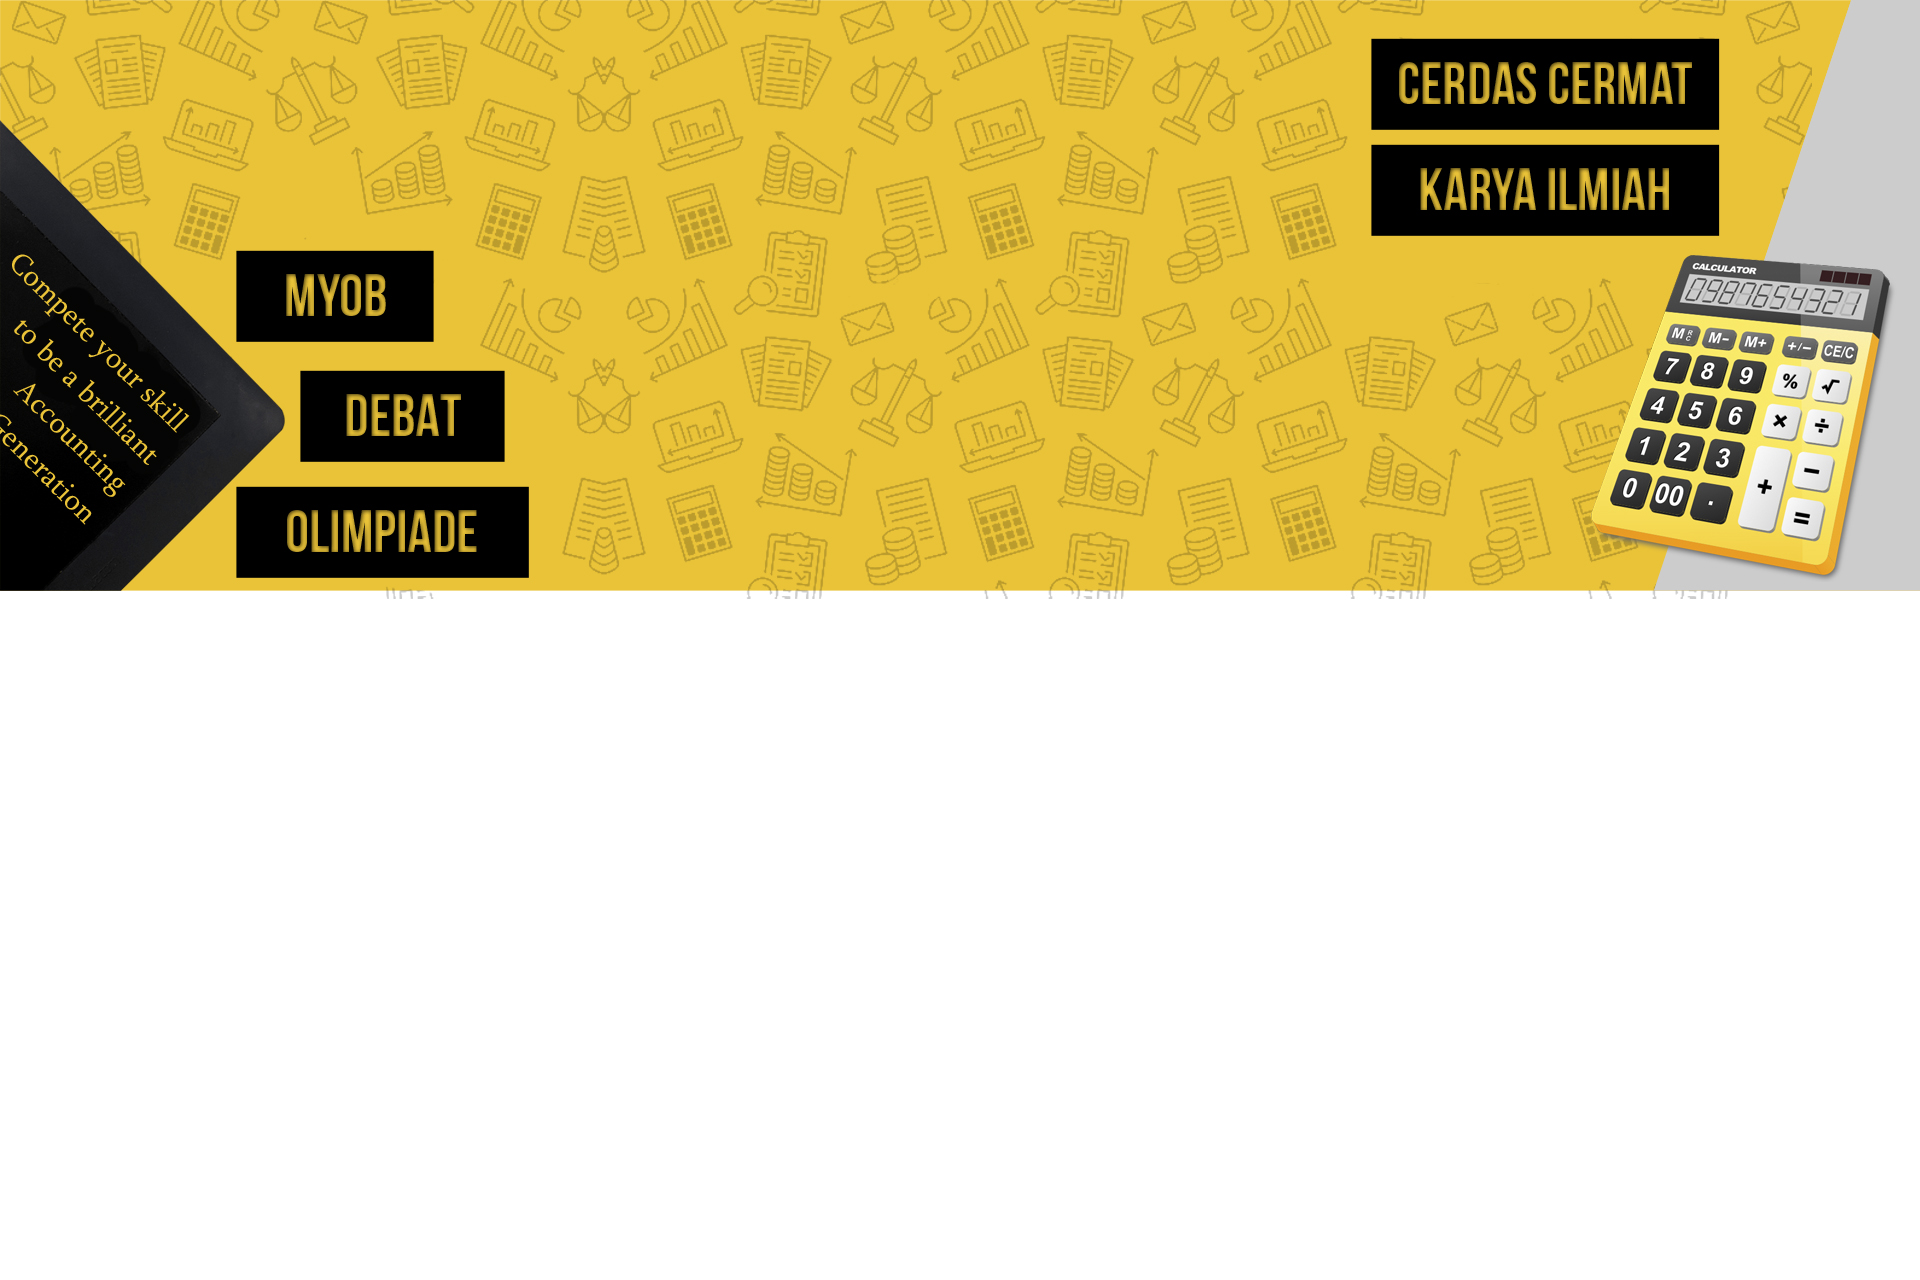 CERDAS CERMAT
KARYA ILMIAH
MYOB
DEBAT
OLIMPIADE
Compete your skill
to be a brilliant
Accounting
Generation
CALCULATOR
0987654321
M R C M− M+ +/− CE/C
7 8 9 % √
4 5 6 × ÷
1 2 3 + −
0 00 . =